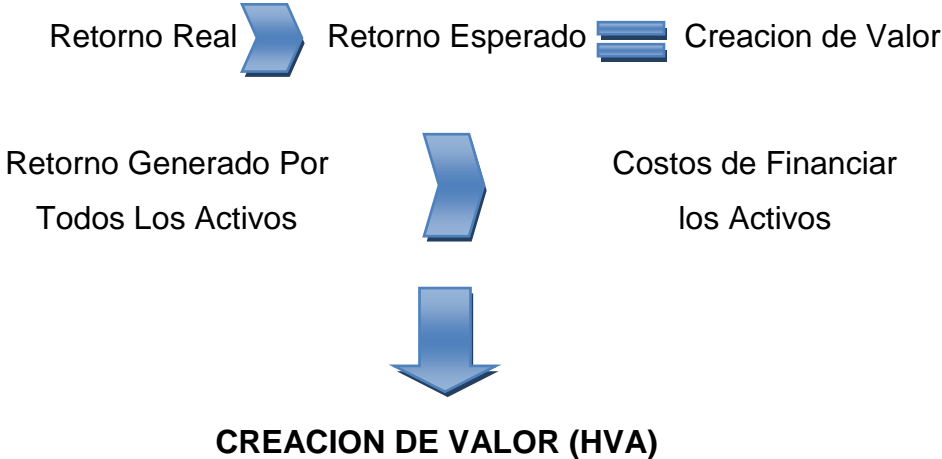 Retorno Real Retorno Esperado Creacion de Valor
Retorno Generado Por
Todos Los Activos
Costos de Financiar
los Activos
CREACION DE VALOR (HVA)